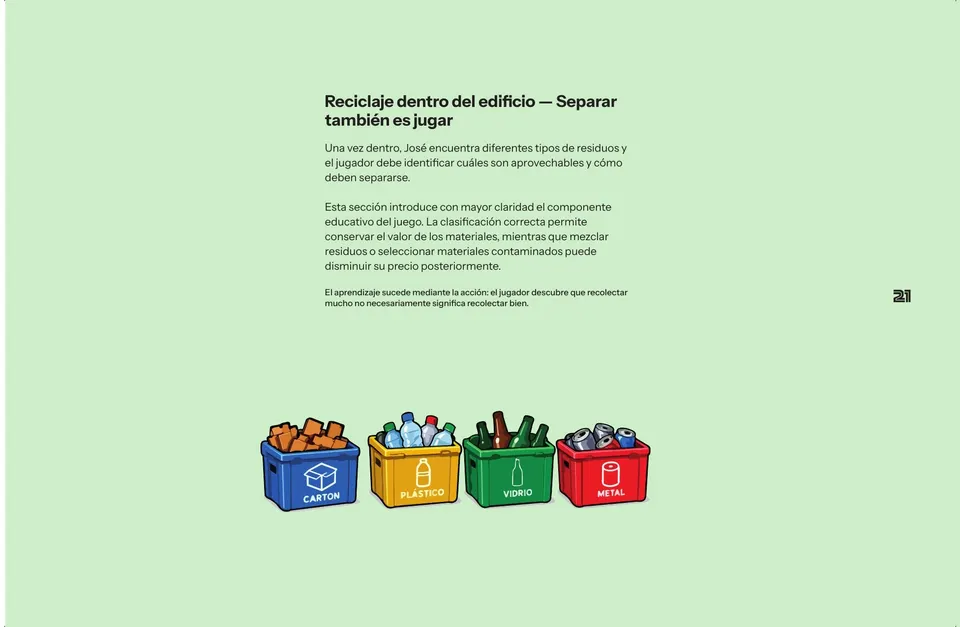 Reciclaje dentro del edificio — Separar
también es jugar
Una vez dentro, José encuentra diferentes tipos de residuos y
el jugador debe identificar cuáles son aprovechables y cómo
deben separarse.
Esta sección introduce con mayor claridad el componente
educativo del juego. La clasificación correcta permite
conservar el valor de los materiales, mientras que mezclar
residuos o seleccionar materiales contaminados puede
disminuir su precio posteriormente.
El aprendizaje sucede mediante la acción: el jugador descubre que recolectar
mucho no necesariamente significa recolectar bien.
21
CARTON
PLÁSTICO
VIDRIO
METAL